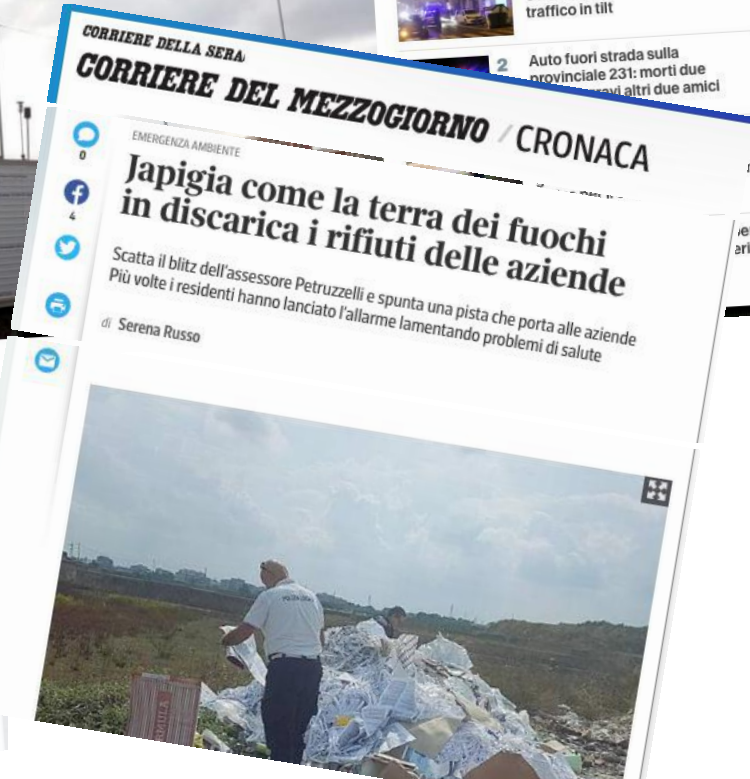 traffico in tilt
2
Auto fuori strada sulla
provinciale 231: morti due
altri due amici
CORRIERE DELLA SERA
CORRIERE DEL MEZZOGIORNO / CRONACA
0
4
EMERGENZA AMBIENTE
Japigia come la terra dei fuochi
in discarica i rifiuti delle aziende
Scatta il blitz dell'assessore Petruzzelli e spunta una pista che porta alle aziende
Più volte i residenti hanno lanciato l'allarme lamentando problemi di salute
di Serena Russo